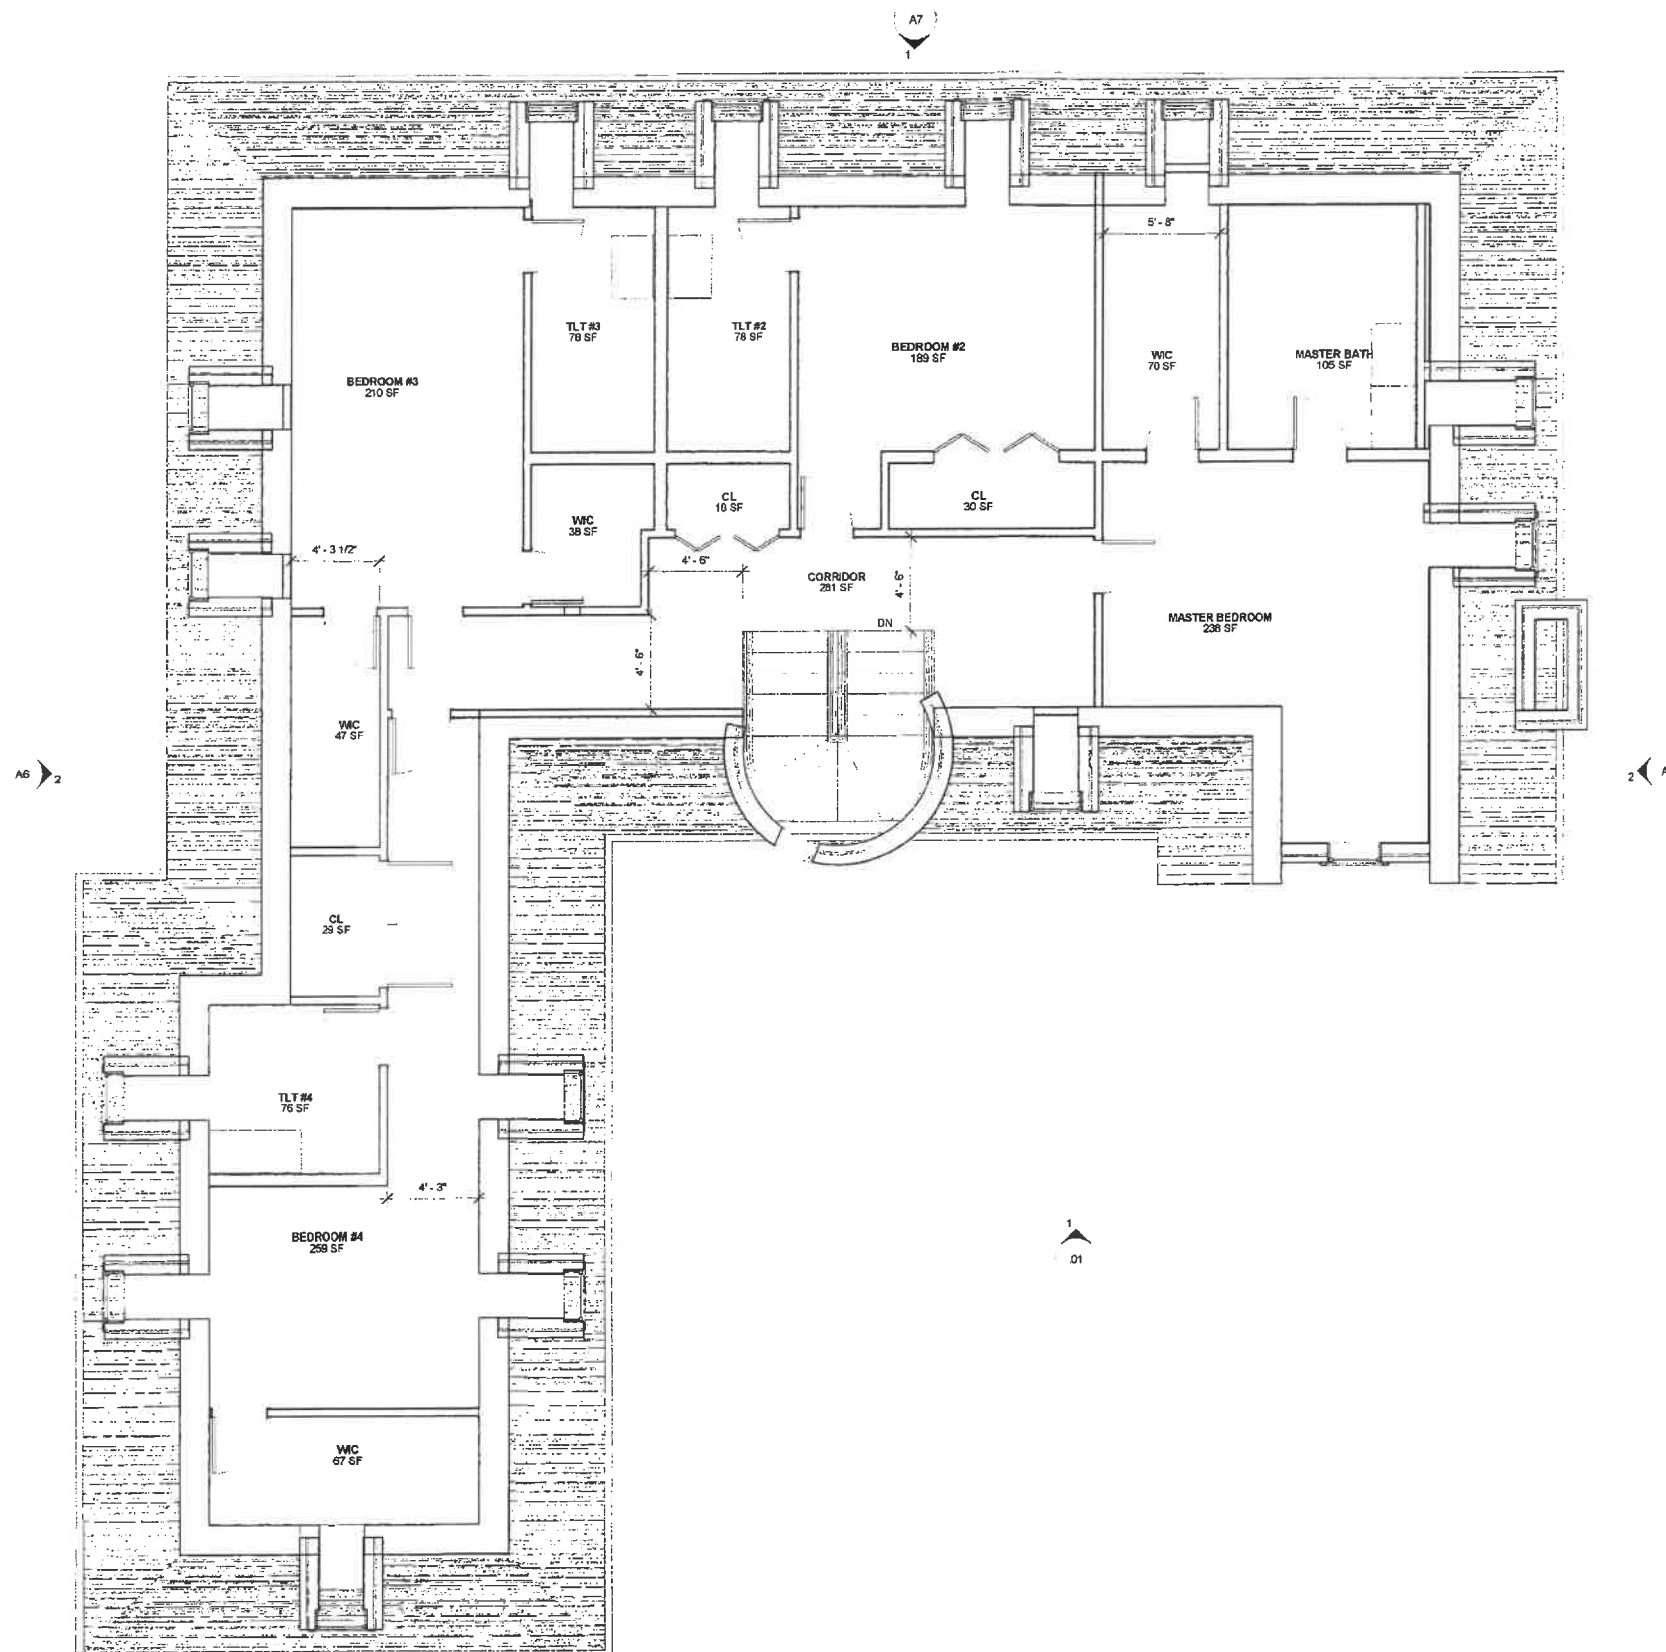 A7
1
5' - 8"
TLT #3
78 SF
TLT #2
78 SF
BEDROOM #2
189 SF
WIC
70 SF
MASTER BATH
105 SF
BEDROOM #3
210 SF
CL
18 SF
CL
30 SF
WIC
38 SF
4' - 3 1/2"
4' - 6"
CORRIDOR
281 SF
4'- 6"
DN
MASTER BEDROOM
238 SF
4' - 6"
WIC
47 SF
A6
2
2
A
CL
29 SF
TLT #4
76 SF
4' - 3"
BEDROOM #4
259 SF
1
.01
WIC
67 SF